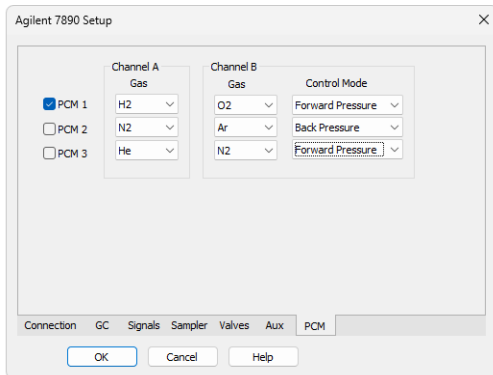 Agilent 7890 Setup
Channel A Channel B
Gas Gas Control Mode
PCM 1 H2 O2 Forward Pressure
PCM 2 N2 Ar Back Pressure
PCM 3 He N2 Forward Pressure
Connection GC Signals Sampler Valves Aux PCM
OK Cancel Help